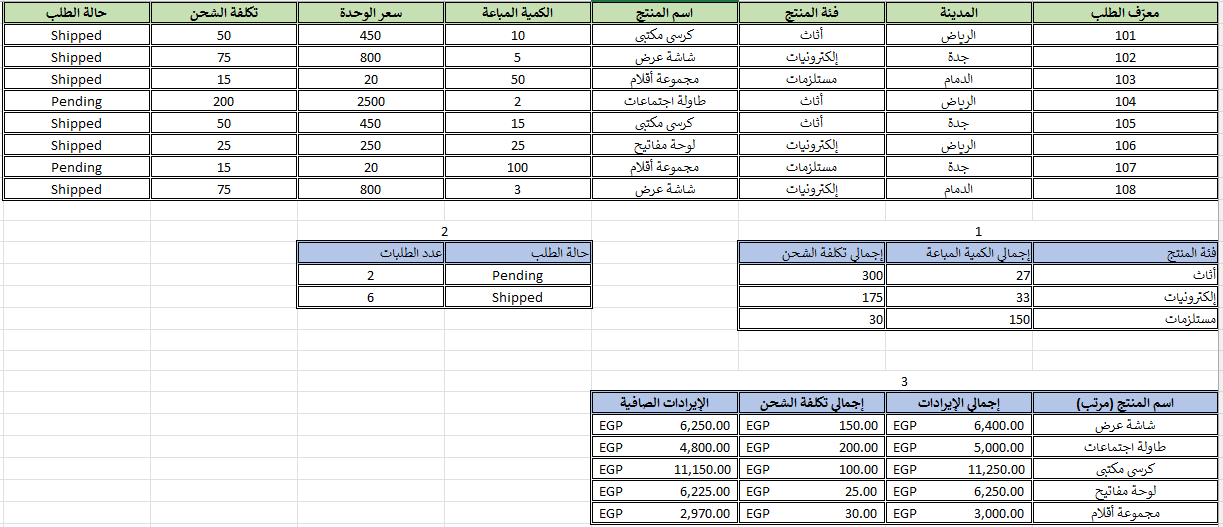 معرّف الطلب المدينة فئة المنتج اسم المنتج الكمية المباعة سعر الوحدة تكلفة الشحن حالة الطلب
101 الرياض أثاث كرسي مكتبي 10 450 50 Shipped
102 جدة إلكترونيات شاشة عرض 5 800 75 Shipped
103 الدمام مستلزمات مجموعة أقلام 50 20 15 Shipped
104 الرياض أثاث طاولة اجتماعات 2 2500 200 Pending
105 جدة أثاث كرسي مكتبي 15 450 50 Shipped
106 الرياض إلكترونيات لوحة مفاتيح 25 250 25 Shipped
107 جدة مستلزمات مجموعة أقلام 100 20 15 Pending
108 الدمام إلكترونيات شاشة عرض 3 800 75 Shipped
1
فئة المنتج إجمالي الكمية المباعة إجمالي تكلفة الشحن
أثاث 27 300
إلكترونيات 33 175
مستلزمات 150 30
2
حالة الطلب عدد الطلبات
Pending 2
Shipped 6
3
اسم المنتج (مرتب) إجمالي الإيرادات إجمالي تكلفة الشحن الإيرادات الصافية
شاشة عرض EGP 6,400.00 EGP 150.00 EGP 6,250.00
طاولة اجتماعات EGP 5,000.00 EGP 200.00 EGP 4,800.00
كرسي مكتبي EGP 11,250.00 EGP 100.00 EGP 11,150.00
لوحة مفاتيح EGP 6,250.00 EGP 25.00 EGP 6,225.00
مجموعة أقلام EGP 3,000.00 EGP 30.00 EGP 2,970.00